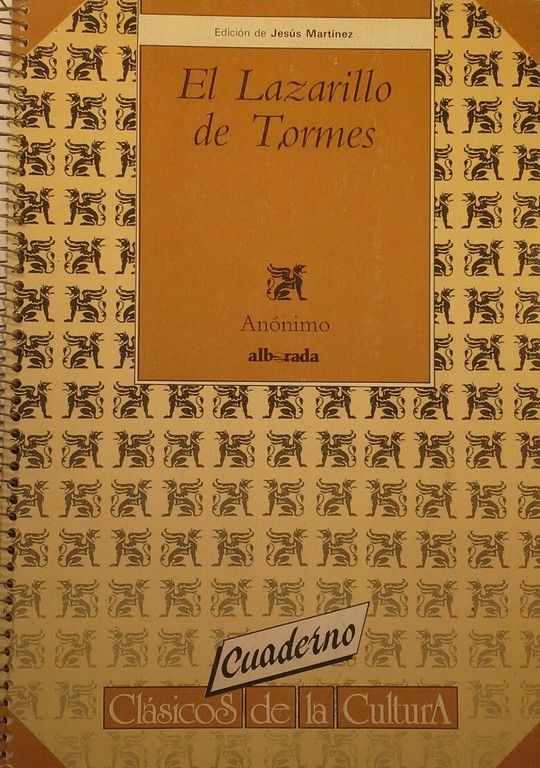 Edición de Jesús Martínez
El Lazarillo
de Tormes
Anónimo
alborada
Cuaderno
ClásicoS de la CulturA